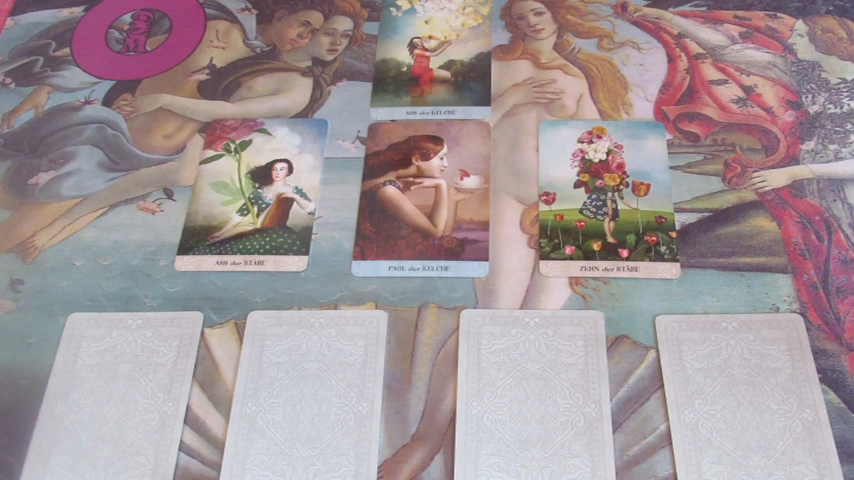 ASS der KELCHE
ASS der STÄBE
PAGE der KELCHE
ZEHN der STÄBE